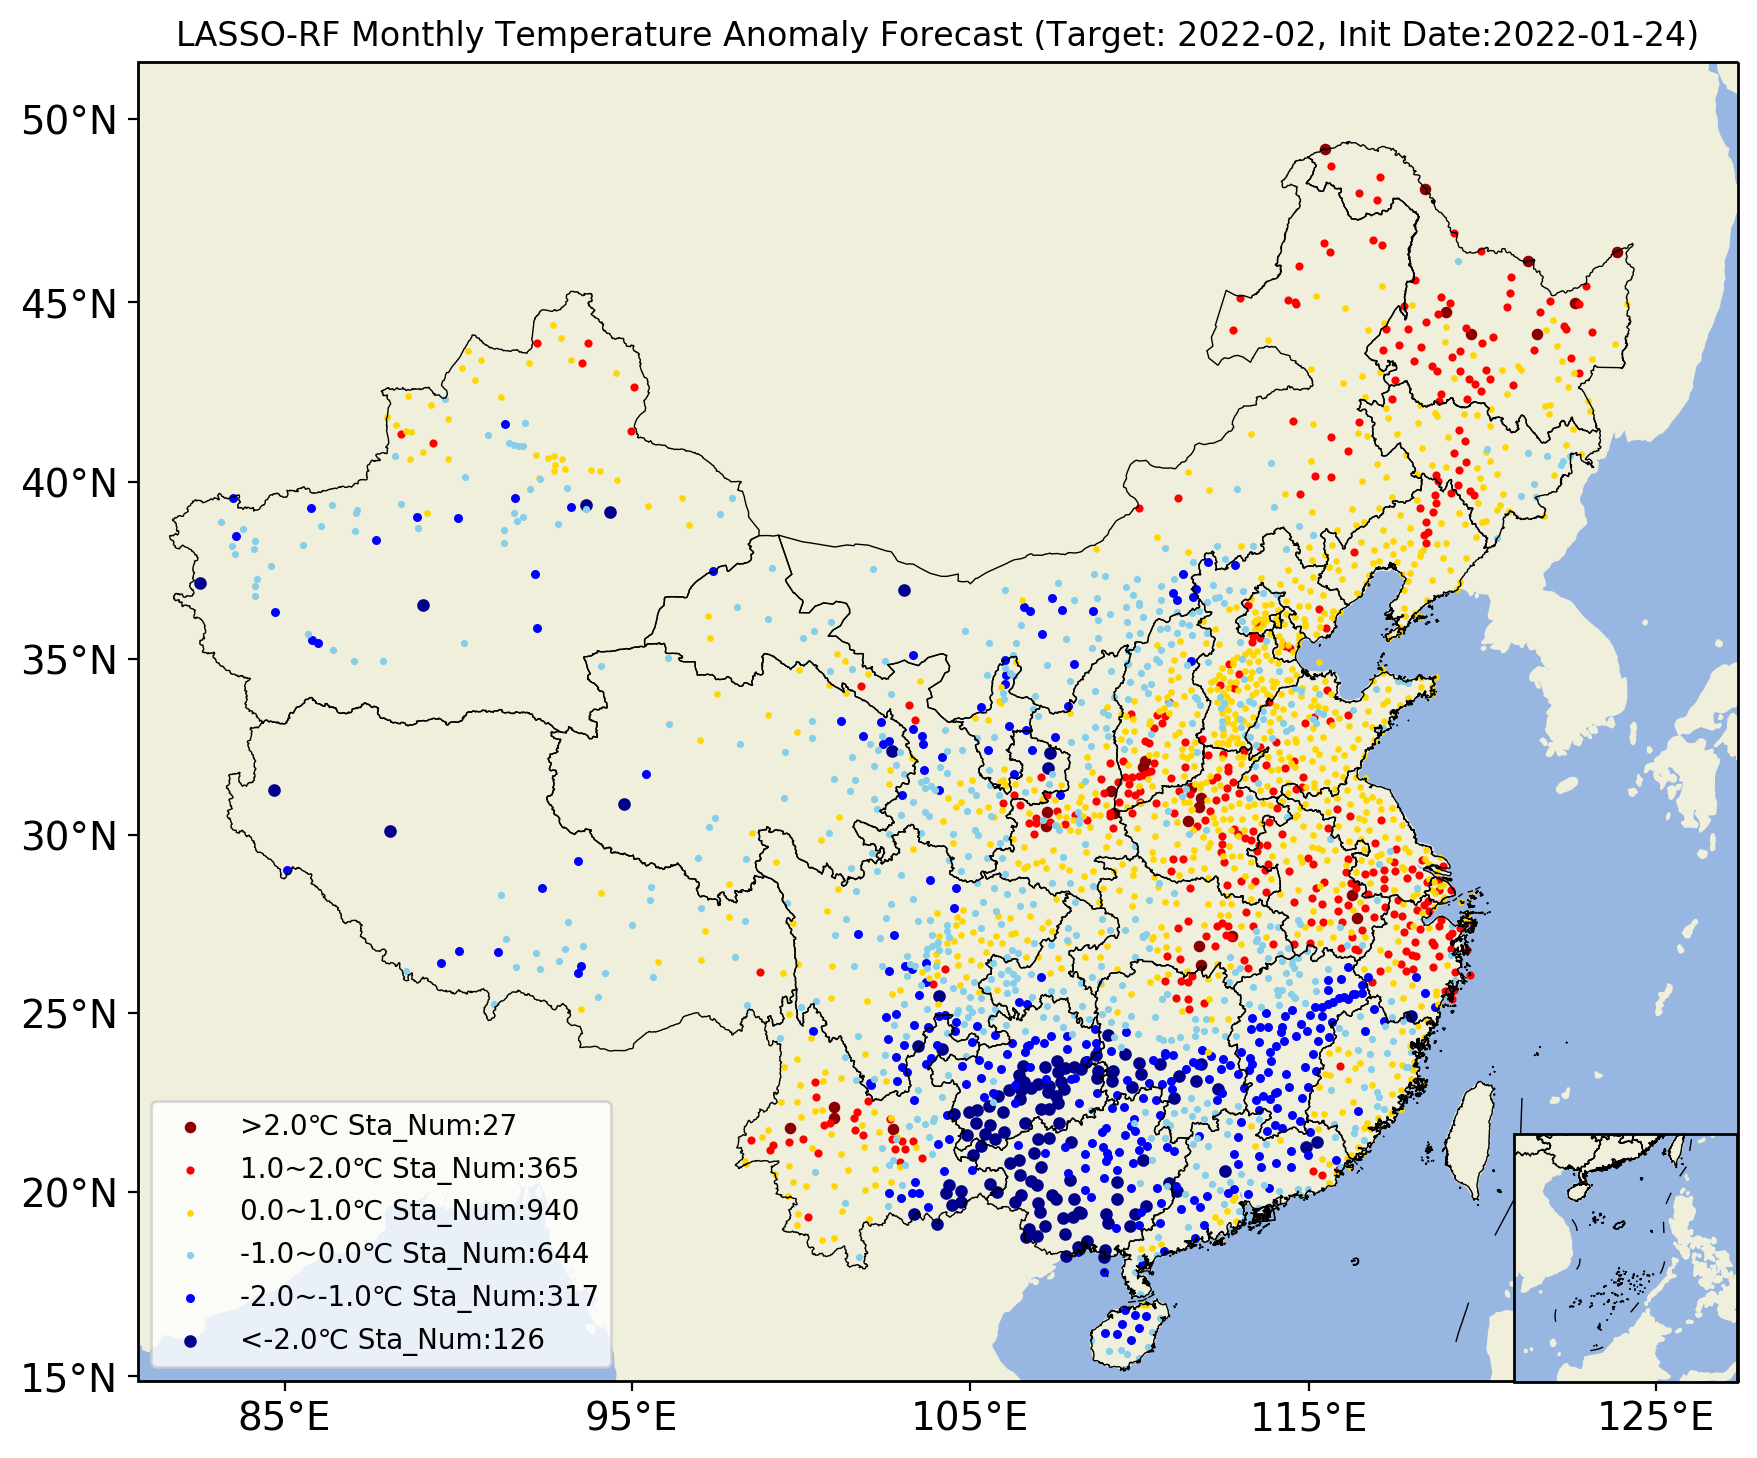 LASSO-RF Monthly Temperature Anomaly Forecast (Target: 2022-02, Init Date:2022-01-24)
50°N
45°N
40°N
35°N
30°N
25°N
20°N
15°N
>2.0℃ Sta_Num:27
1.0~2.0℃ Sta_Num:365
0.0~1.0℃ Sta_Num:940
-1.0~0.0℃ Sta_Num:644
-2.0~-1.0℃ Sta_Num:317
<-2.0℃ Sta_Num:126
85°E
95°E
105°E
115°E
125°E